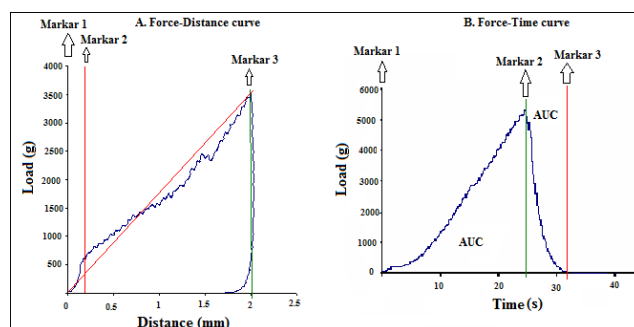 A. Force-Distance curve
Markar 1
Markar 2
Markar 3
Load (g)
4000
3500
3000
2500
2000
1500
1000
500
0
0.5
1
1.5
2
2.5
Distance (mm)
B. Force-Time curve
Markar 1
Markar 2
Markar 3
AUC
AUC
Load (g)
6000
5000
4000
3000
2000
1000
0
0
10
20
30
40
Time (s)